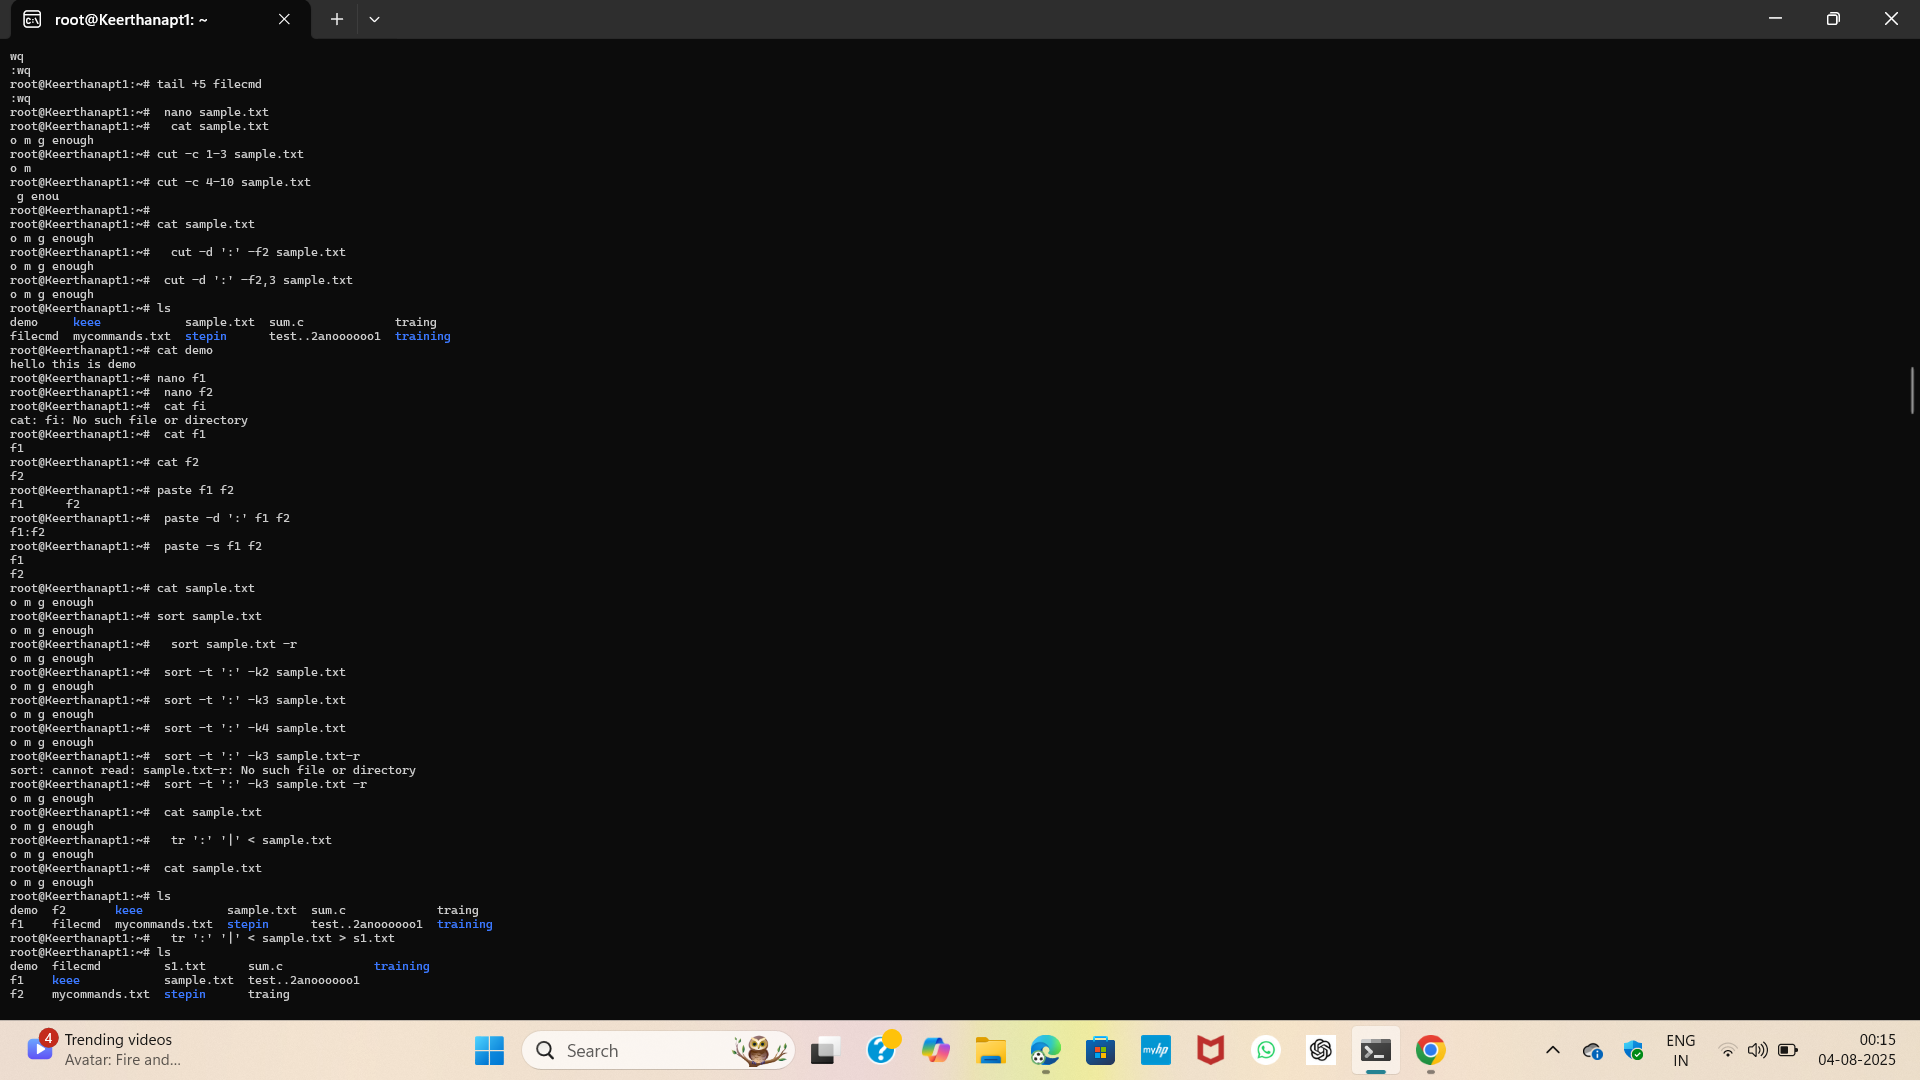 root@Keerthanapt1: ~
wq
:wq
root@Keerthanapt1:~# tail +5 filecmd
:wq
root@Keerthanapt1:~#  nano sample.txt
root@Keerthanapt1:~#   cat sample.txt
o m g enough
root@Keerthanapt1:~# cut -c 1-3 sample.txt
o m
root@Keerthanapt1:~# cut -c 4-10 sample.txt
 g enou
root@Keerthanapt1:~#
root@Keerthanapt1:~# cat sample.txt
o m g enough
root@Keerthanapt1:~#   cut -d ':' -f2 sample.txt
o m g enough
root@Keerthanapt1:~#  cut -d ':' -f2,3 sample.txt
o m g enough
root@Keerthanapt1:~# ls
demo     keee            sample.txt  sum.c             traing
filecmd  mycommands.txt  stepin      test..2anoooooo1  training
root@Keerthanapt1:~# cat demo
hello this is demo
root@Keerthanapt1:~# nano f1
root@Keerthanapt1:~#  nano f2
root@Keerthanapt1:~#  cat fi
cat: fi: No such file or directory
root@Keerthanapt1:~#  cat f1
f1
root@Keerthanapt1:~# cat f2
f2
root@Keerthanapt1:~# paste f1 f2
f1      f2
root@Keerthanapt1:~#  paste -d ':' f1 f2
f1:f2
root@Keerthanapt1:~#  paste -s f1 f2
f1
f2
root@Keerthanapt1:~# cat sample.txt
o m g enough
root@Keerthanapt1:~# sort sample.txt
o m g enough
root@Keerthanapt1:~#   sort sample.txt -r
o m g enough
root@Keerthanapt1:~#  sort -t ':' -k2 sample.txt
o m g enough
root@Keerthanapt1:~#  sort -t ':' -k3 sample.txt
o m g enough
root@Keerthanapt1:~#  sort -t ':' -k4 sample.txt
o m g enough
root@Keerthanapt1:~#  sort -t ':' -k3 sample.txt-r
sort: cannot read: sample.txt-r: No such file or directory
root@Keerthanapt1:~#  sort -t ':' -k3 sample.txt -r
o m g enough
root@Keerthanapt1:~#  cat sample.txt
o m g enough
root@Keerthanapt1:~#   tr ':' '|' < sample.txt
o m g enough
root@Keerthanapt1:~#  cat sample.txt
o m g enough
root@Keerthanapt1:~# ls
demo  f2       keee            sample.txt  sum.c             traing
f1    filecmd  mycommands.txt  stepin      test..2anoooooo1  training
root@Keerthanapt1:~#   tr ':' '|' < sample.txt > s1.txt
root@Keerthanapt1:~# ls
demo  filecmd         s1.txt      sum.c             training
f1    keee            sample.txt  test..2anoooooo1
f2    mycommands.txt  stepin      traing
4 Trending videos
Avatar: Fire and...
Search
myhp
ENG
IN
00:15
04-08-2025